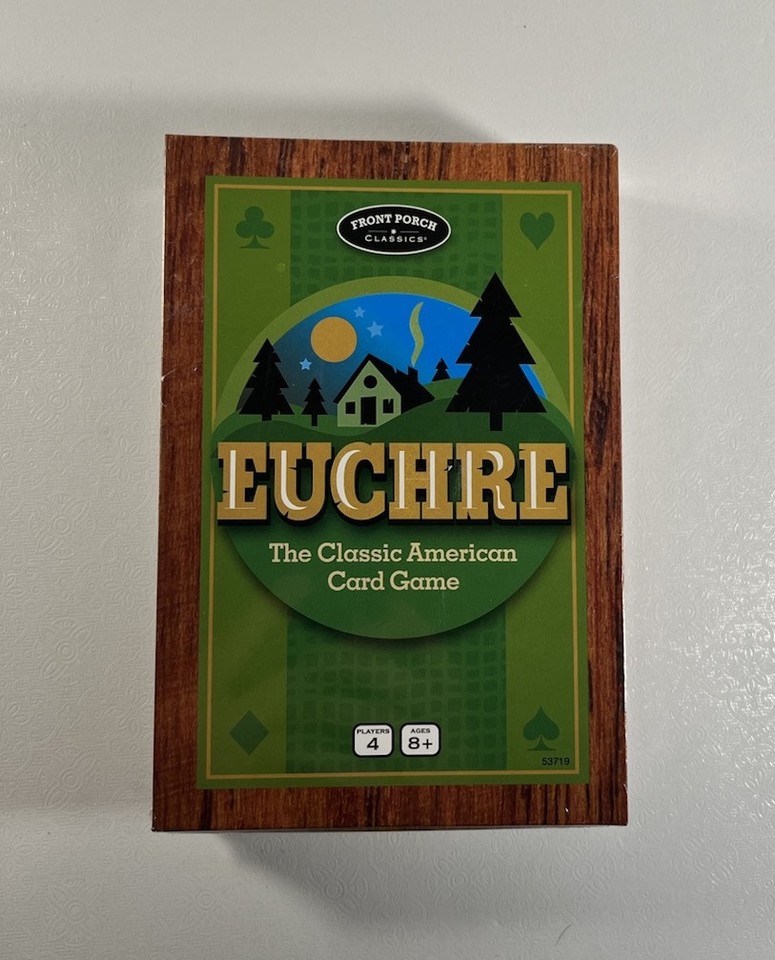 FRONT PORCH
CLASSICS®
EUCHRE
The Classic American
Card Game
PLAYERS
4
AGES
8+
53719